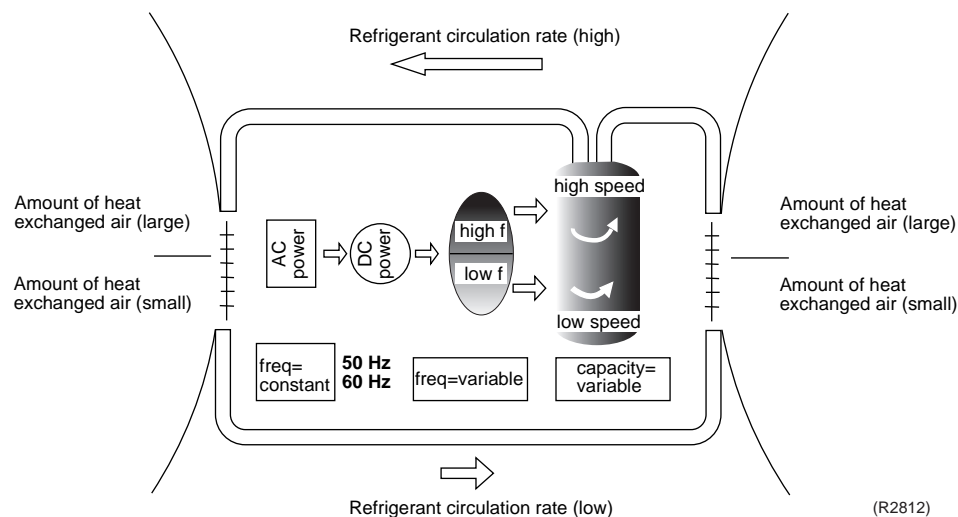 Refrigerant circulation rate (high)
high speed
Amount of heat
exchanged air (large)
Amount of heat
exchanged air (large)
AC
power
DC
power
high f
low f
Amount of heat
exchanged air (small)
Amount of heat
exchanged air (small)
low speed
freq=
constant
50 Hz
60 Hz
freq=variable
capacity=
variable
Refrigerant circulation rate (low)
(R2812)